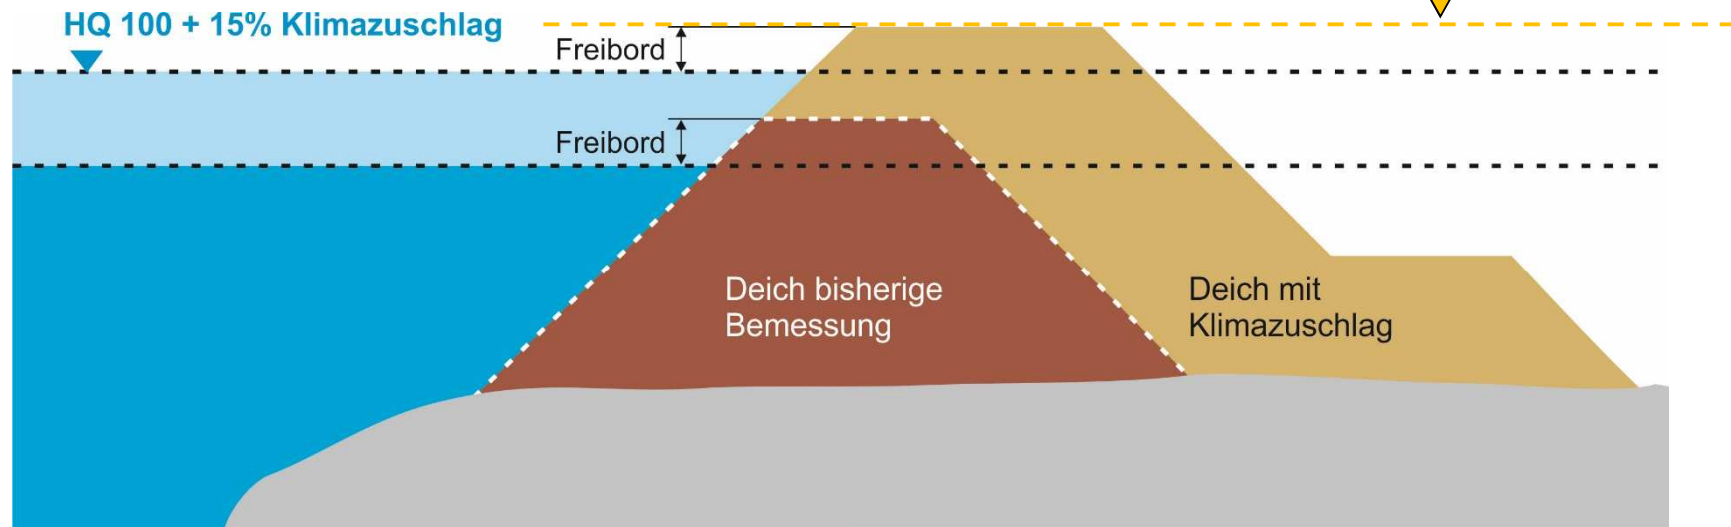 HQ 100 + 15% Klimazuschlag
Freibord
Freibord
Deich bisherige
Bemessung
Deich mit
Klimazuschlag